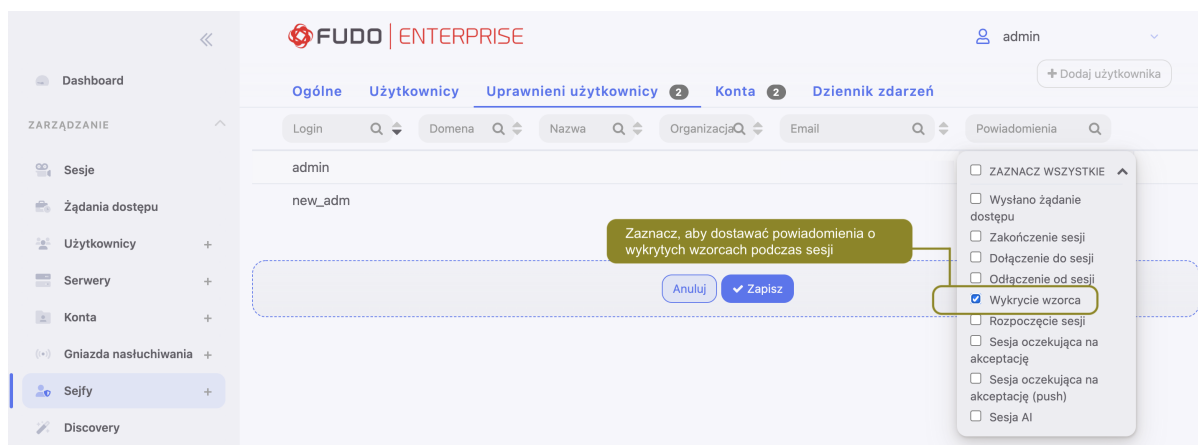 FUDO ENTERPRISE
admin
Dashboard
+ Dodaj użytkownika
Ogólne Użytkownicy Uprawnieni użytkownicy 2 Konta 2 Dziennik zdarzeń
ZARZĄDZANIE
Login Domena Nazwa Organizacja Email Powiadomienia
Sesje
Żądania dostępu
Użytkownicy +
Serwery +
Konta +
Gniazda nasłuchiwania +
Sejfy +
Discovery
admin
new_adm
Zaznacz, aby dostawać powiadomienia o
wykrytych wzorcach podczas sesji
Anuluj Zapisz
ZAZNACZ WSZYSTKIE
Wysłano żądanie
dostępu
Zakończenie sesji
Dołączenie do sesji
Odłączenie od sesji
Wykrycie wzorca
Rozpoczęcie sesji
Sesja oczekująca na
akceptację
Sesja oczekująca na
akceptację (push)
Sesja AI